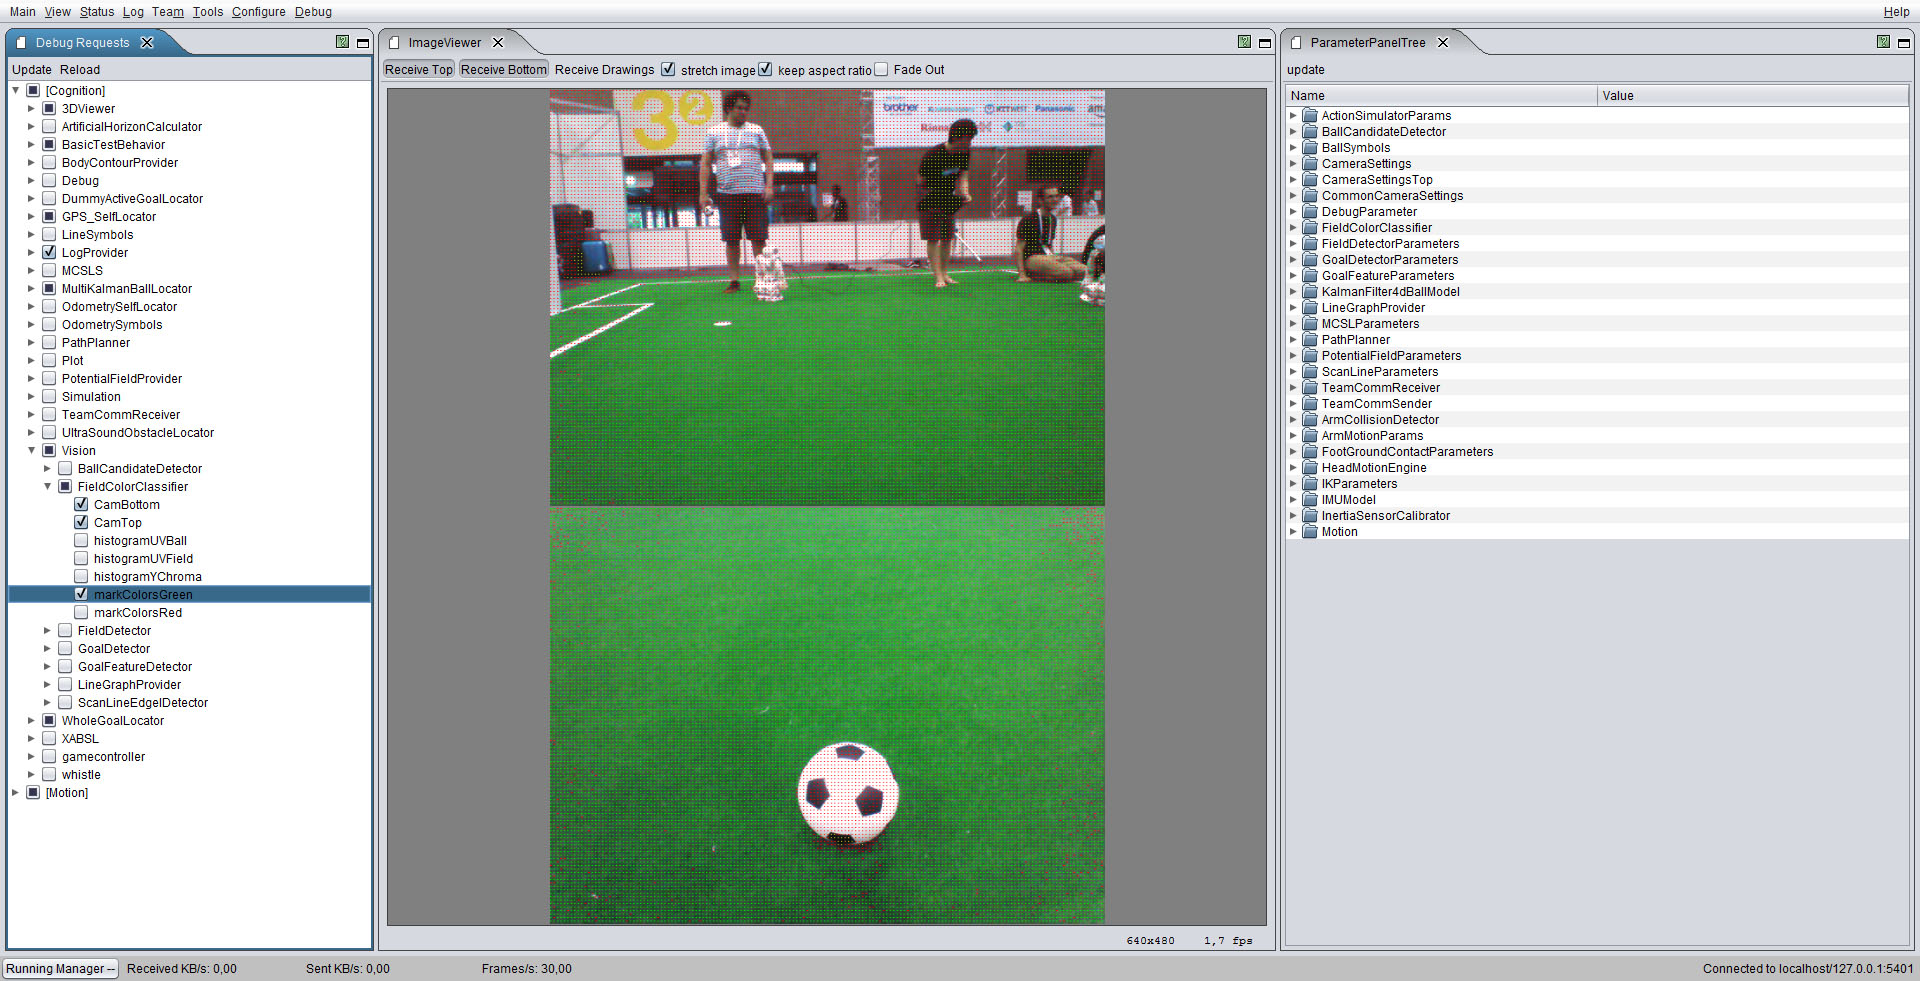 Main View Status Log Team Tools Configure Debug Help
Debug Requests
Update Reload
[Cognition]
3DViewer
ArtificialHorizonCalculator
BasicTestBehavior
BodyContourProvider
Debug
DummyActiveGoalLocator
GPS_SelfLocator
LineSymbols
LogProvider
MCSLS
MultiKalmanBallLocator
OdometrySelfLocator
OdometrySymbols
PathPlanner
Plot
PotentialFieldProvider
Simulation
TeamCommReceiver
UltraSoundObstacleLocator
Vision
BallCandidateDetector
FieldColorClassifier
CamBottom
CamTop
histogramUVBall
histogramUVField
histogramYChroma
markColorsGreen
markColorsRed
FieldDetector
GoalDetector
GoalFeatureDetector
LineGraphProvider
ScanLineEdgelDetector
WholeGoalLocator
XABSL
gamecontroller
whistle
[Motion]
ImageViewer
Receive Top Receive Bottom Receive Drawings stretch image keep aspect ratio Fade Out
32
brother
Panasonic
640x480 1,7 fps
ParameterPanelTree
update
Name Value
ActionSimulatorParams
BallCandidateDetector
BallSymbols
CameraSettings
CameraSettingsTop
CommonCameraSettings
DebugParameter
FieldColorClassifier
FieldDetectorParameters
GoalDetectorParameters
GoalFeatureParameters
KalmanFilter4dBallModel
LineGraphProvider
MCSLParameters
PathPlanner
PotentialFieldParameters
ScanLineParameters
TeamCommReceiver
TeamCommSender
ArmCollisionDetector
ArmMotionParams
FootGroundContactParameters
HeadMotionEngine
IKParameters
IMUModel
InertiaSensorCalibrator
Motion
Running Manager -- Received KB/s: 0,00 Sent KB/s: 0,00 Frames/s: 30,00 Connected to localhost/127.0.0.1:5401